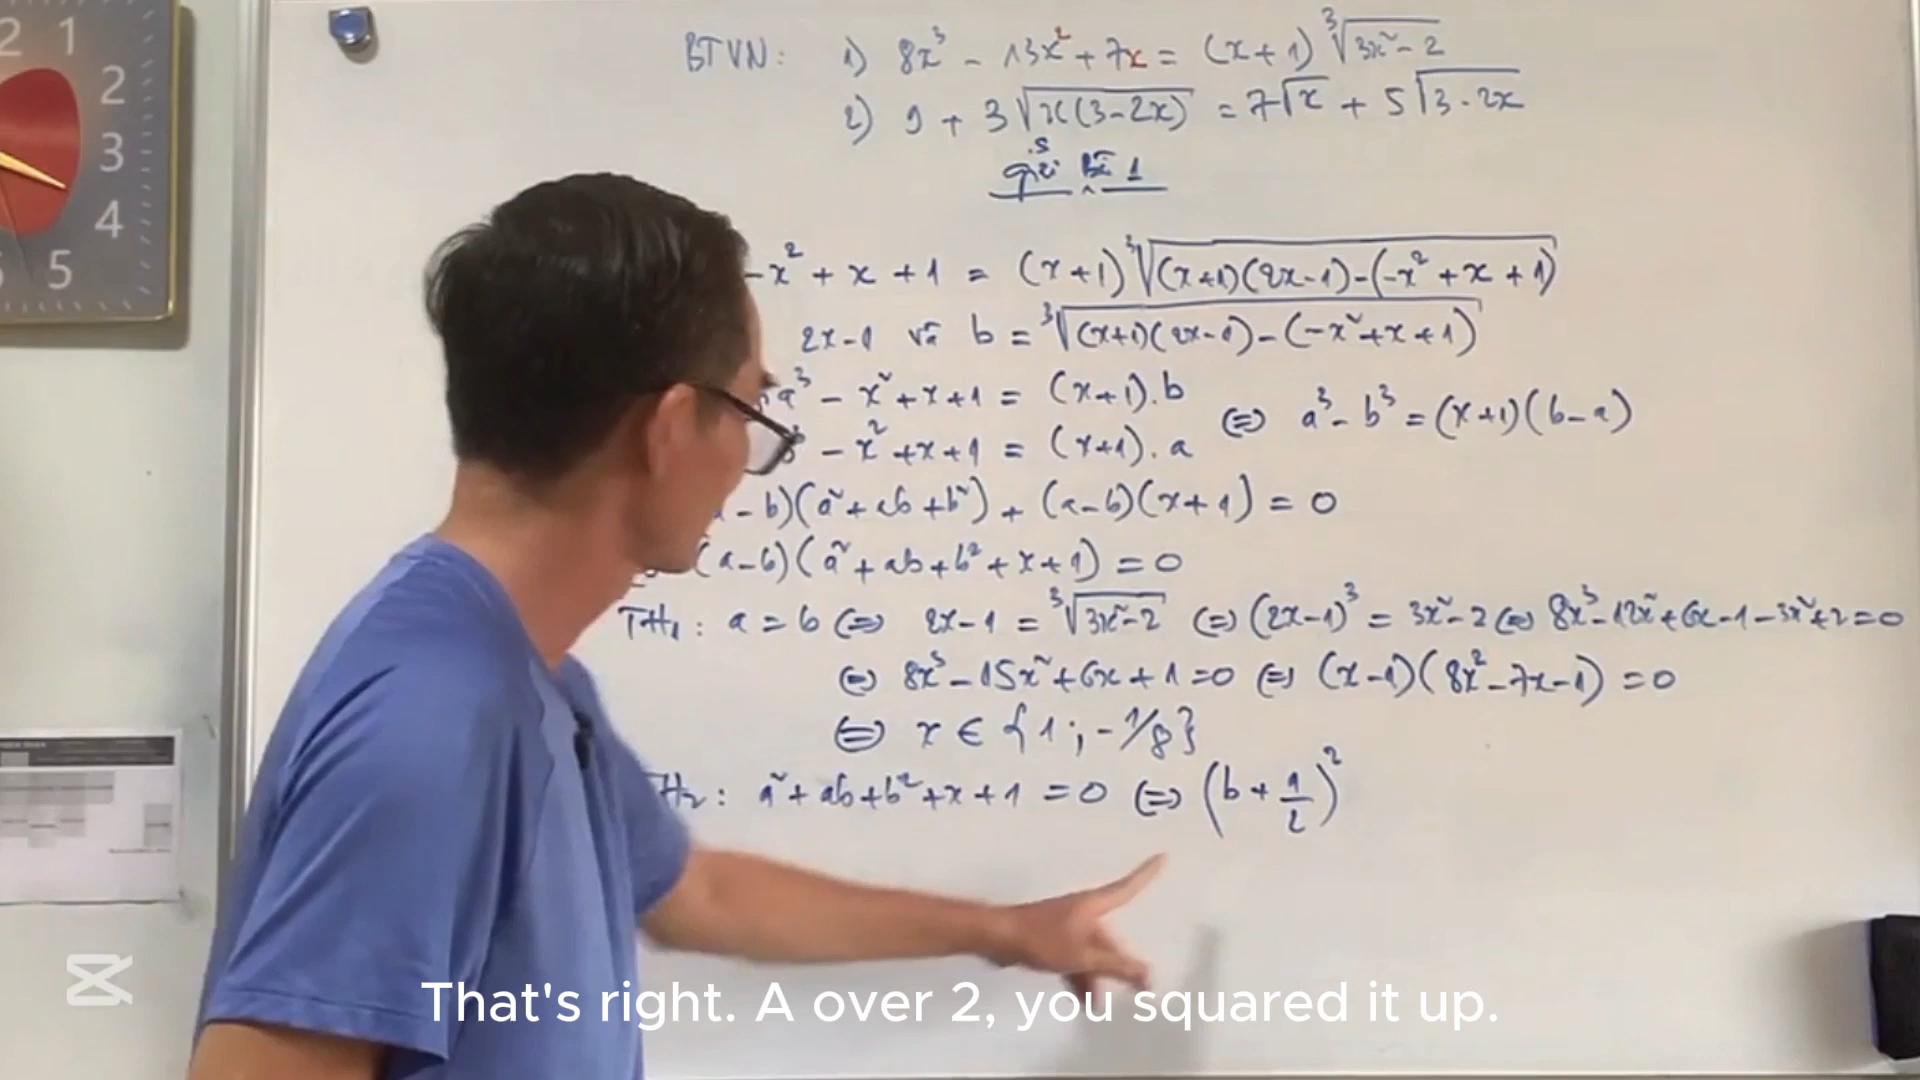 2 1
2
3
4
5
BTVN: 1) 8x³ - 13x² + 7x = (x+1) ∛(3x² - 2)
2) 9 + 3√(x(3-2x)) = 7√x + 5√(3-2x)
giải bài 1
-x² + x + 1 = (x+1) ∛((x+1)(2x-1)-(-x²+x+1))
2x-1 và b = ∛((x+1)(2x-1)-(-x²+x+1))
a³ - x² + x + 1 = (x+1).b
⇔ a³ - b³ = (x+1)(b-a)
- x² + x + 1 = (x+1).a
- b)(a² + ab + b²) + (a-b)(x+1) = 0
(a-b)(a² + ab + b² + x + 1) = 0
TH₁: a = b ⇔ 2x-1 = ∛(3x²-2) ⇔ (2x-1)³ = 3x²-2 ⇔ 8x³-12x²+6x-1-3x²+2=0
⇔ 8x³-15x²+6x+1=0 ⇔ (x-1)(8x²-7x-1) = 0
⇔ x ∈ {1; -1/8}
H₂: a² + ab + b² + x + 1 = 0 ⇔ (b + 1/2)²
That's right. A over 2, you squared it up.